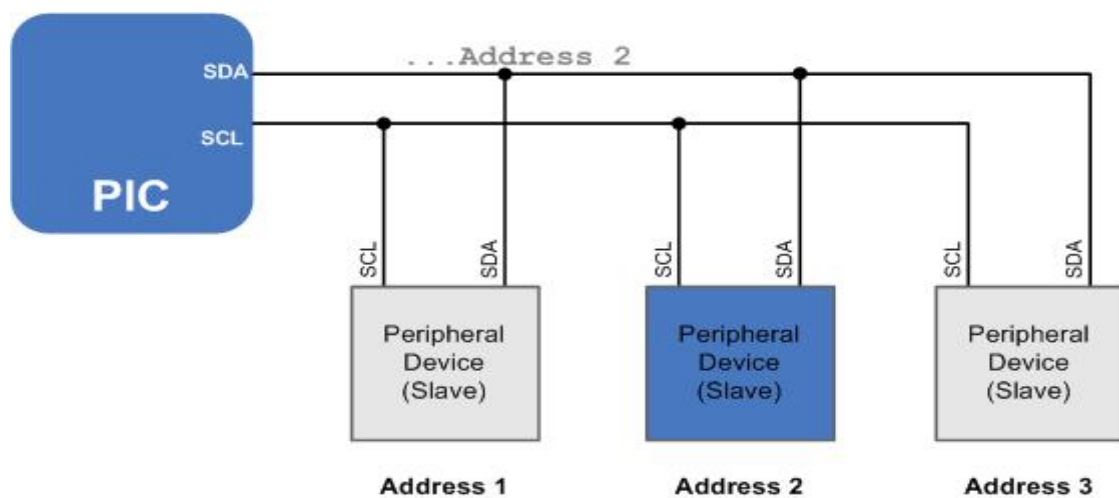 ...Address 2
SDA
SCL
PIC
SCL
SDA
SCL
SDA
SCL
SDA
Peripheral
Device
(Slave)
Peripheral
Device
(Slave)
Peripheral
Device
(Slave)
Address 1
Address 2
Address 3